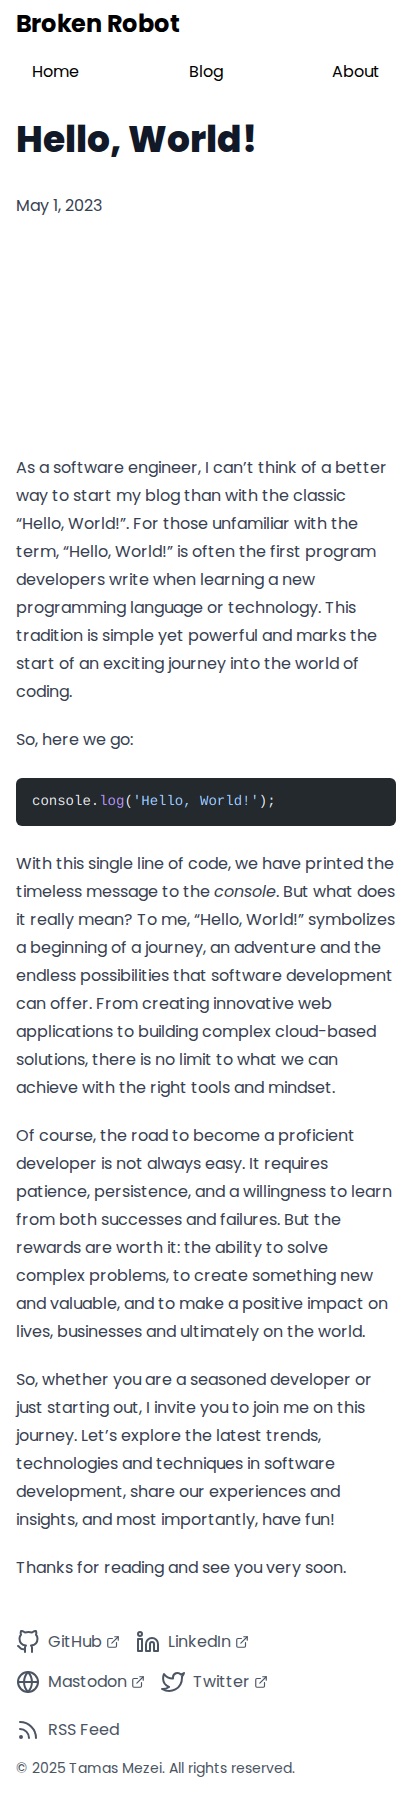 Broken Robot
Home Blog About
Hello, World!
May 1, 2023
As a software engineer, I can’t think of a better
way to start my blog than with the classic
“Hello, World!”. For those unfamiliar with the
term, “Hello, World!” is often the first program
developers write when learning a new
programming language or technology. This
tradition is simple yet powerful and marks the
start of an exciting journey into the world of
coding.
So, here we go:
console.log('Hello, World!');
With this single line of code, we have printed the
timeless message to the console. But what does
it really mean? To me, “Hello, World!” symbolizes
a beginning of a journey, an adventure and the
endless possibilities that software development
can offer. From creating innovative web
applications to building complex cloud-based
solutions, there is no limit to what we can
achieve with the right tools and mindset.
Of course, the road to become a proficient
developer is not always easy. It requires
patience, persistence, and a willingness to learn
from both successes and failures. But the
rewards are worth it: the ability to solve
complex problems, to create something new
and valuable, and to make a positive impact on
lives, businesses and ultimately on the world.
So, whether you are a seasoned developer or
just starting out, I invite you to join me on this
journey. Let’s explore the latest trends,
technologies and techniques in software
development, share our experiences and
insights, and most importantly, have fun!
Thanks for reading and see you very soon.
GitHub LinkedIn
Mastodon Twitter
RSS Feed
© 2025 Tamas Mezei. All rights reserved.